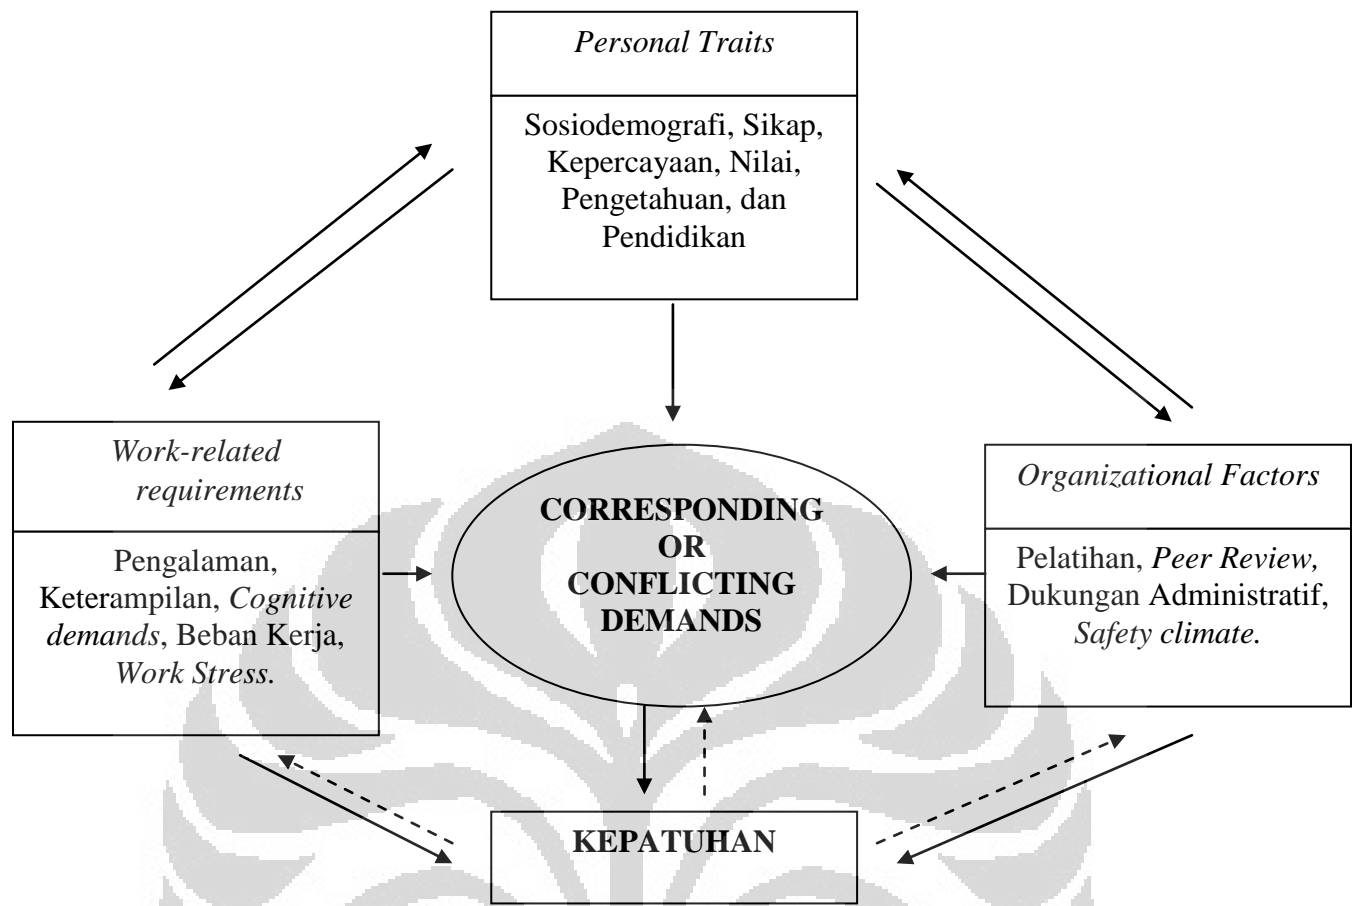 Personal Traits
Sosiodemografi, Sikap,
Kepercayaan, Nilai,
Pengetahuan, dan
Pendidikan
Work-related
requirements
Pengalaman,
Keterampilan, Cognitive
demands, Beban Kerja,
Work Stress.
CORRESPONDING
OR
CONFLICTING
DEMANDS
Organizational Factors
Pelatihan, Peer Review,
Dukungan Administratif,
Safety climate.
KEPATUHAN